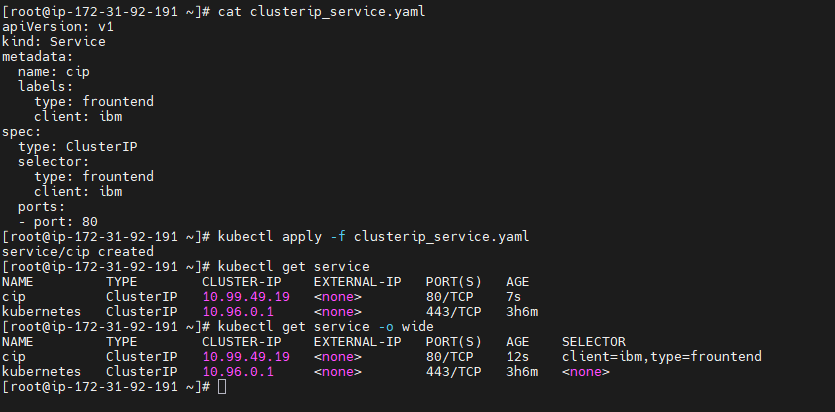 [root@ip-172-31-92-191 ~]# cat clusterip_service.yaml
apiVersion: v1
kind: Service
metadata:
  name: cip
  labels:
    type: frountend
    client: ibm
spec:
  type: ClusterIP
  selector:
    type: frountend
    client: ibm
  ports:
  - port: 80
[root@ip-172-31-92-191 ~]# kubectl apply -f clusterip_service.yaml
service/cip created
[root@ip-172-31-92-191 ~]# kubectl get service
NAME         TYPE        CLUSTER-IP    EXTERNAL-IP   PORT(S)   AGE
cip          ClusterIP   10.99.49.19   <none>        80/TCP    7s
kubernetes   ClusterIP   10.96.0.1     <none>        443/TCP   3h6m
[root@ip-172-31-92-191 ~]# kubectl get service -o wide
NAME         TYPE        CLUSTER-IP    EXTERNAL-IP   PORT(S)   AGE    SELECTOR
cip          ClusterIP   10.99.49.19   <none>        80/TCP    12s    client=ibm,type=frountend
kubernetes   ClusterIP   10.96.0.1     <none>        443/TCP   3h6m   <none>
[root@ip-172-31-92-191 ~]#